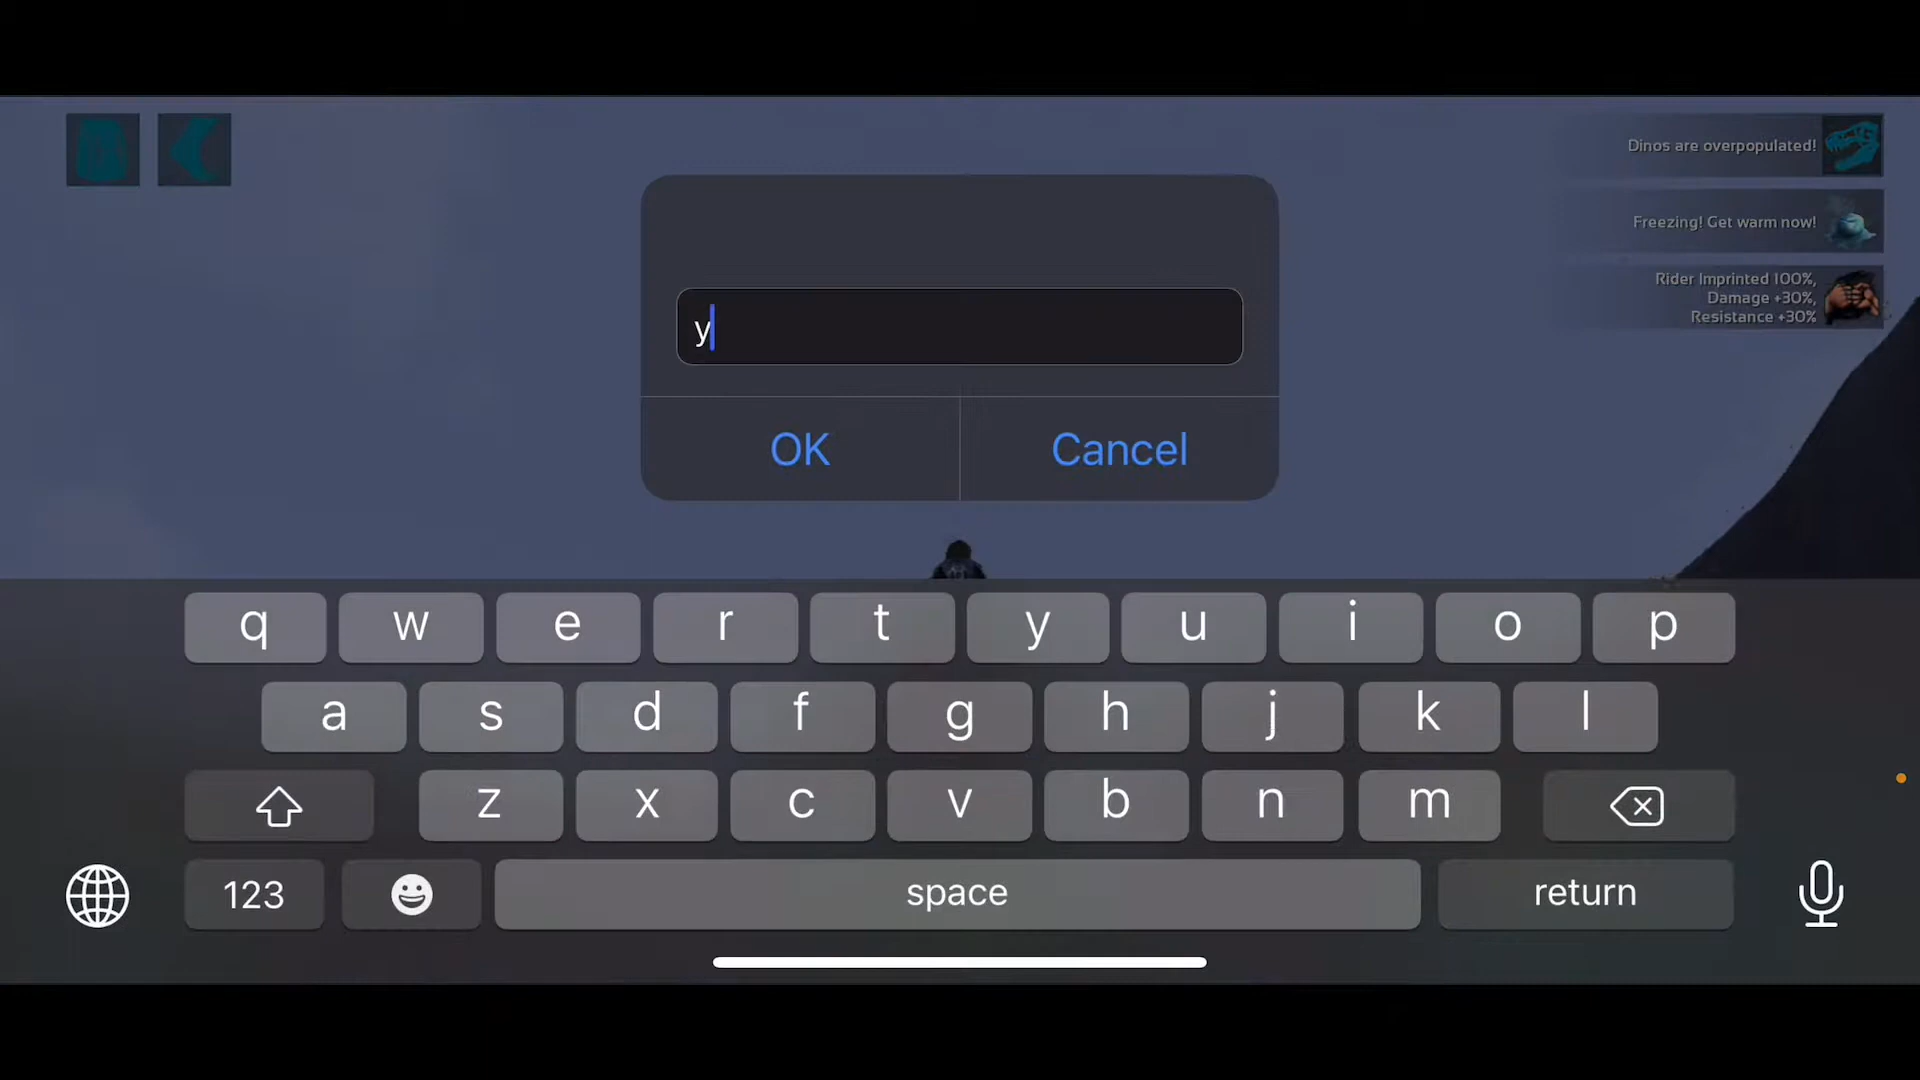 Dinos are overpopulated!
Freezing! Get warm now!
Rider Imprinted 100%,
Damage +30%,
Resistance +30%
y
OK Cancel
q w e r t y u i o p
a s d f g h j k l
z x c v b n m
123 space return